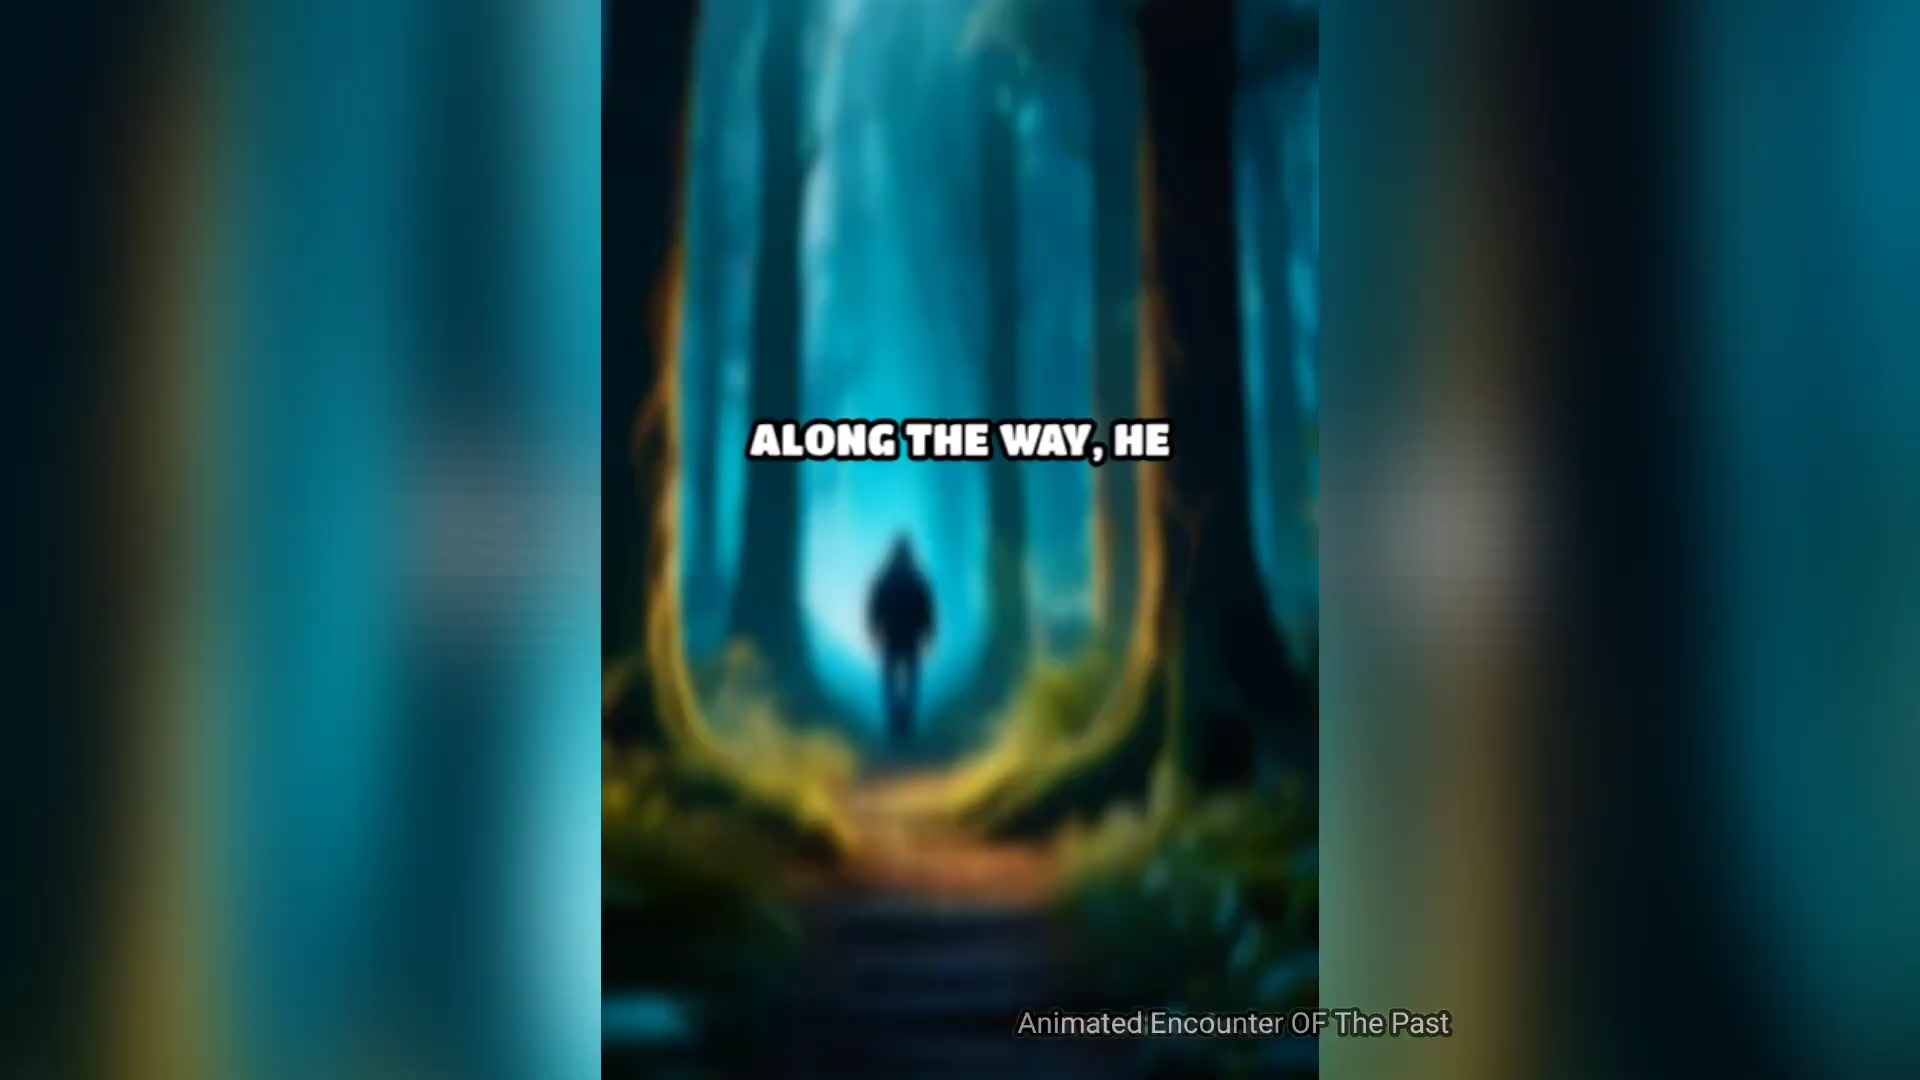 ALONG THE WAY, HE
Animated Encounter OF The Past